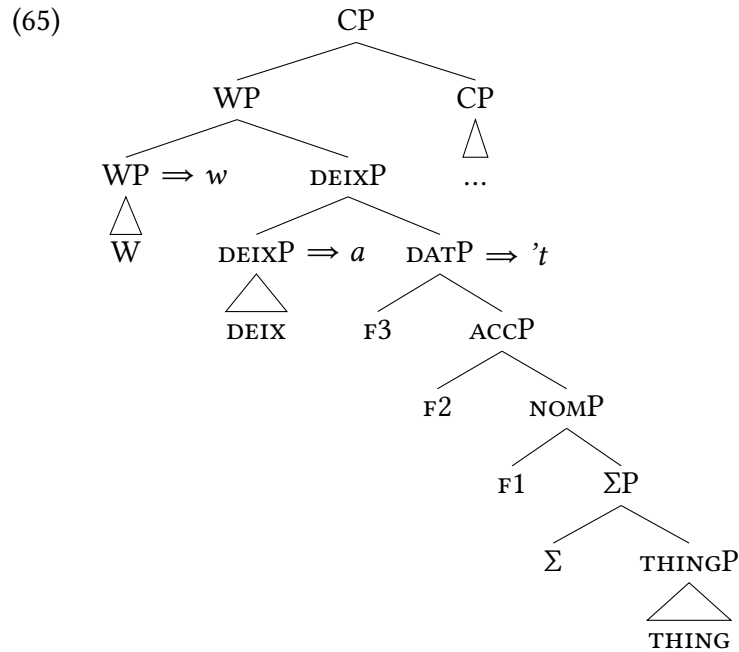 (65) CP
WP CP
WP ⇒ w DEIXP ...
W DEIXP ⇒ a DATP ⇒ 't
DEIX F3 ACCP
F2 NOMP
F1 ΣP
Σ THINGP
THING